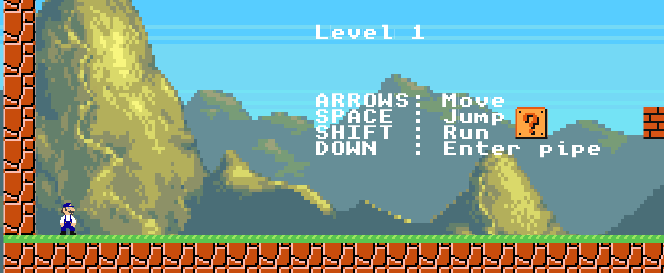 Level 1
ARROWS: Move
SPACE : Jump
SHIFT : Run
DOWN : Enter pipe
?